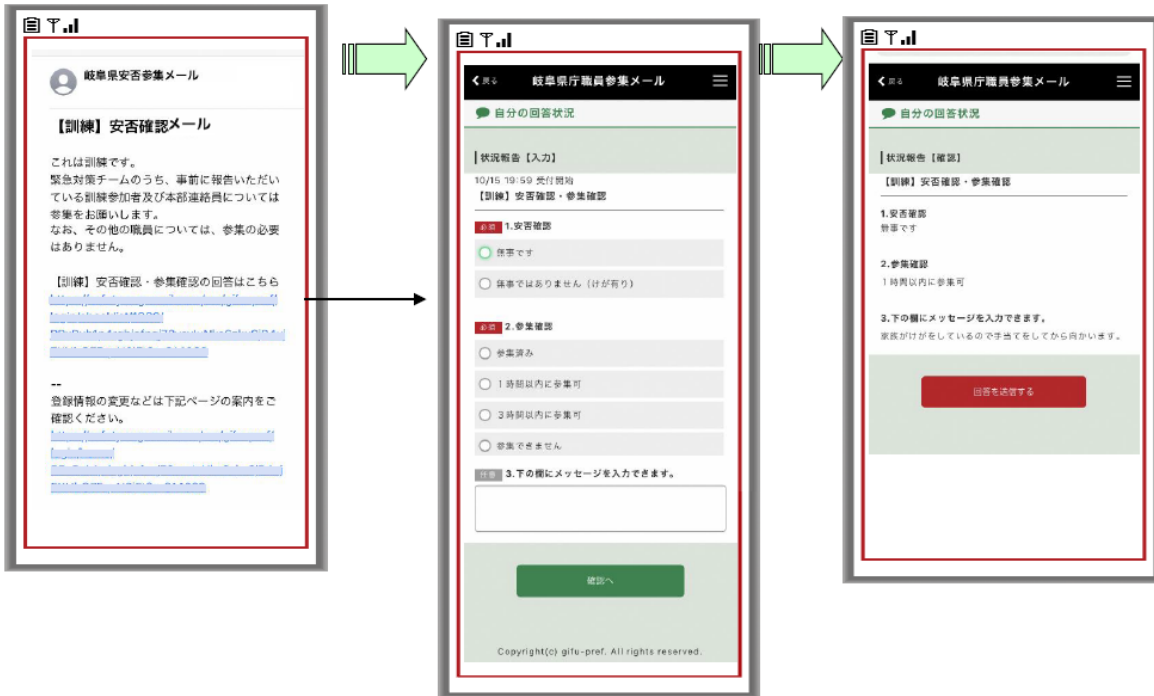 岐阜県安否参集メール
【訓練】安否確認メール
これは訓練です。
緊急対策チームのうち、事前に報告いただい
ている訓練参加者及び本部連絡員については
参集をお願いします。
なお、その他の職員については、参集の必要
はありません。
【訓練】安否確認・参集確認の回答はこちら
--
登録情報の変更などは下記ページの案内をご
確認ください。
戻る 岐阜県庁職員参集メール
自分の回答状況
状況報告【入力】
10/15 19:59 受付開始
【訓練】安否確認・参集確認
必須 1.安否確認
無事です
無事ではありません（けが有り）
必須 2.参集確認
参集済み
1時間以内に参集可
3時間以内に参集可
参集できません
任意 3.下の欄にメッセージを入力できます。
確認へ
Copyright(c) gifu-pref. All rights reserved.
戻る 岐阜県庁職員参集メール
自分の回答状況
状況報告【確認】
【訓練】安否確認・参集確認
1.安否確認
無事です
2.参集確認
1時間以内に参集可
3.下の欄にメッセージを入力できます。
家族がけがをしているので手当てをしてから向かいます。
回答を送信する